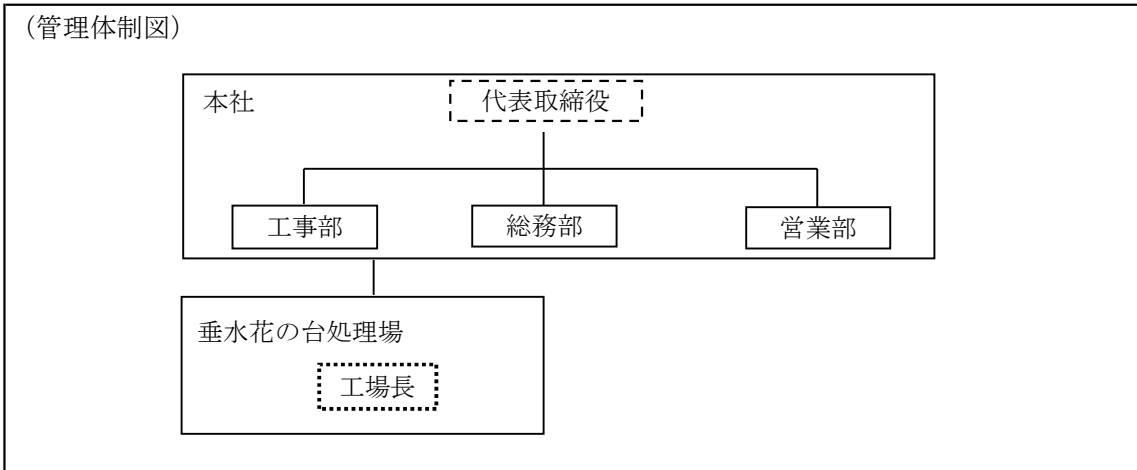 (管理体制図)
本社
代表取締役
工事部
総務部
営業部
垂水花の台処理場
工場長